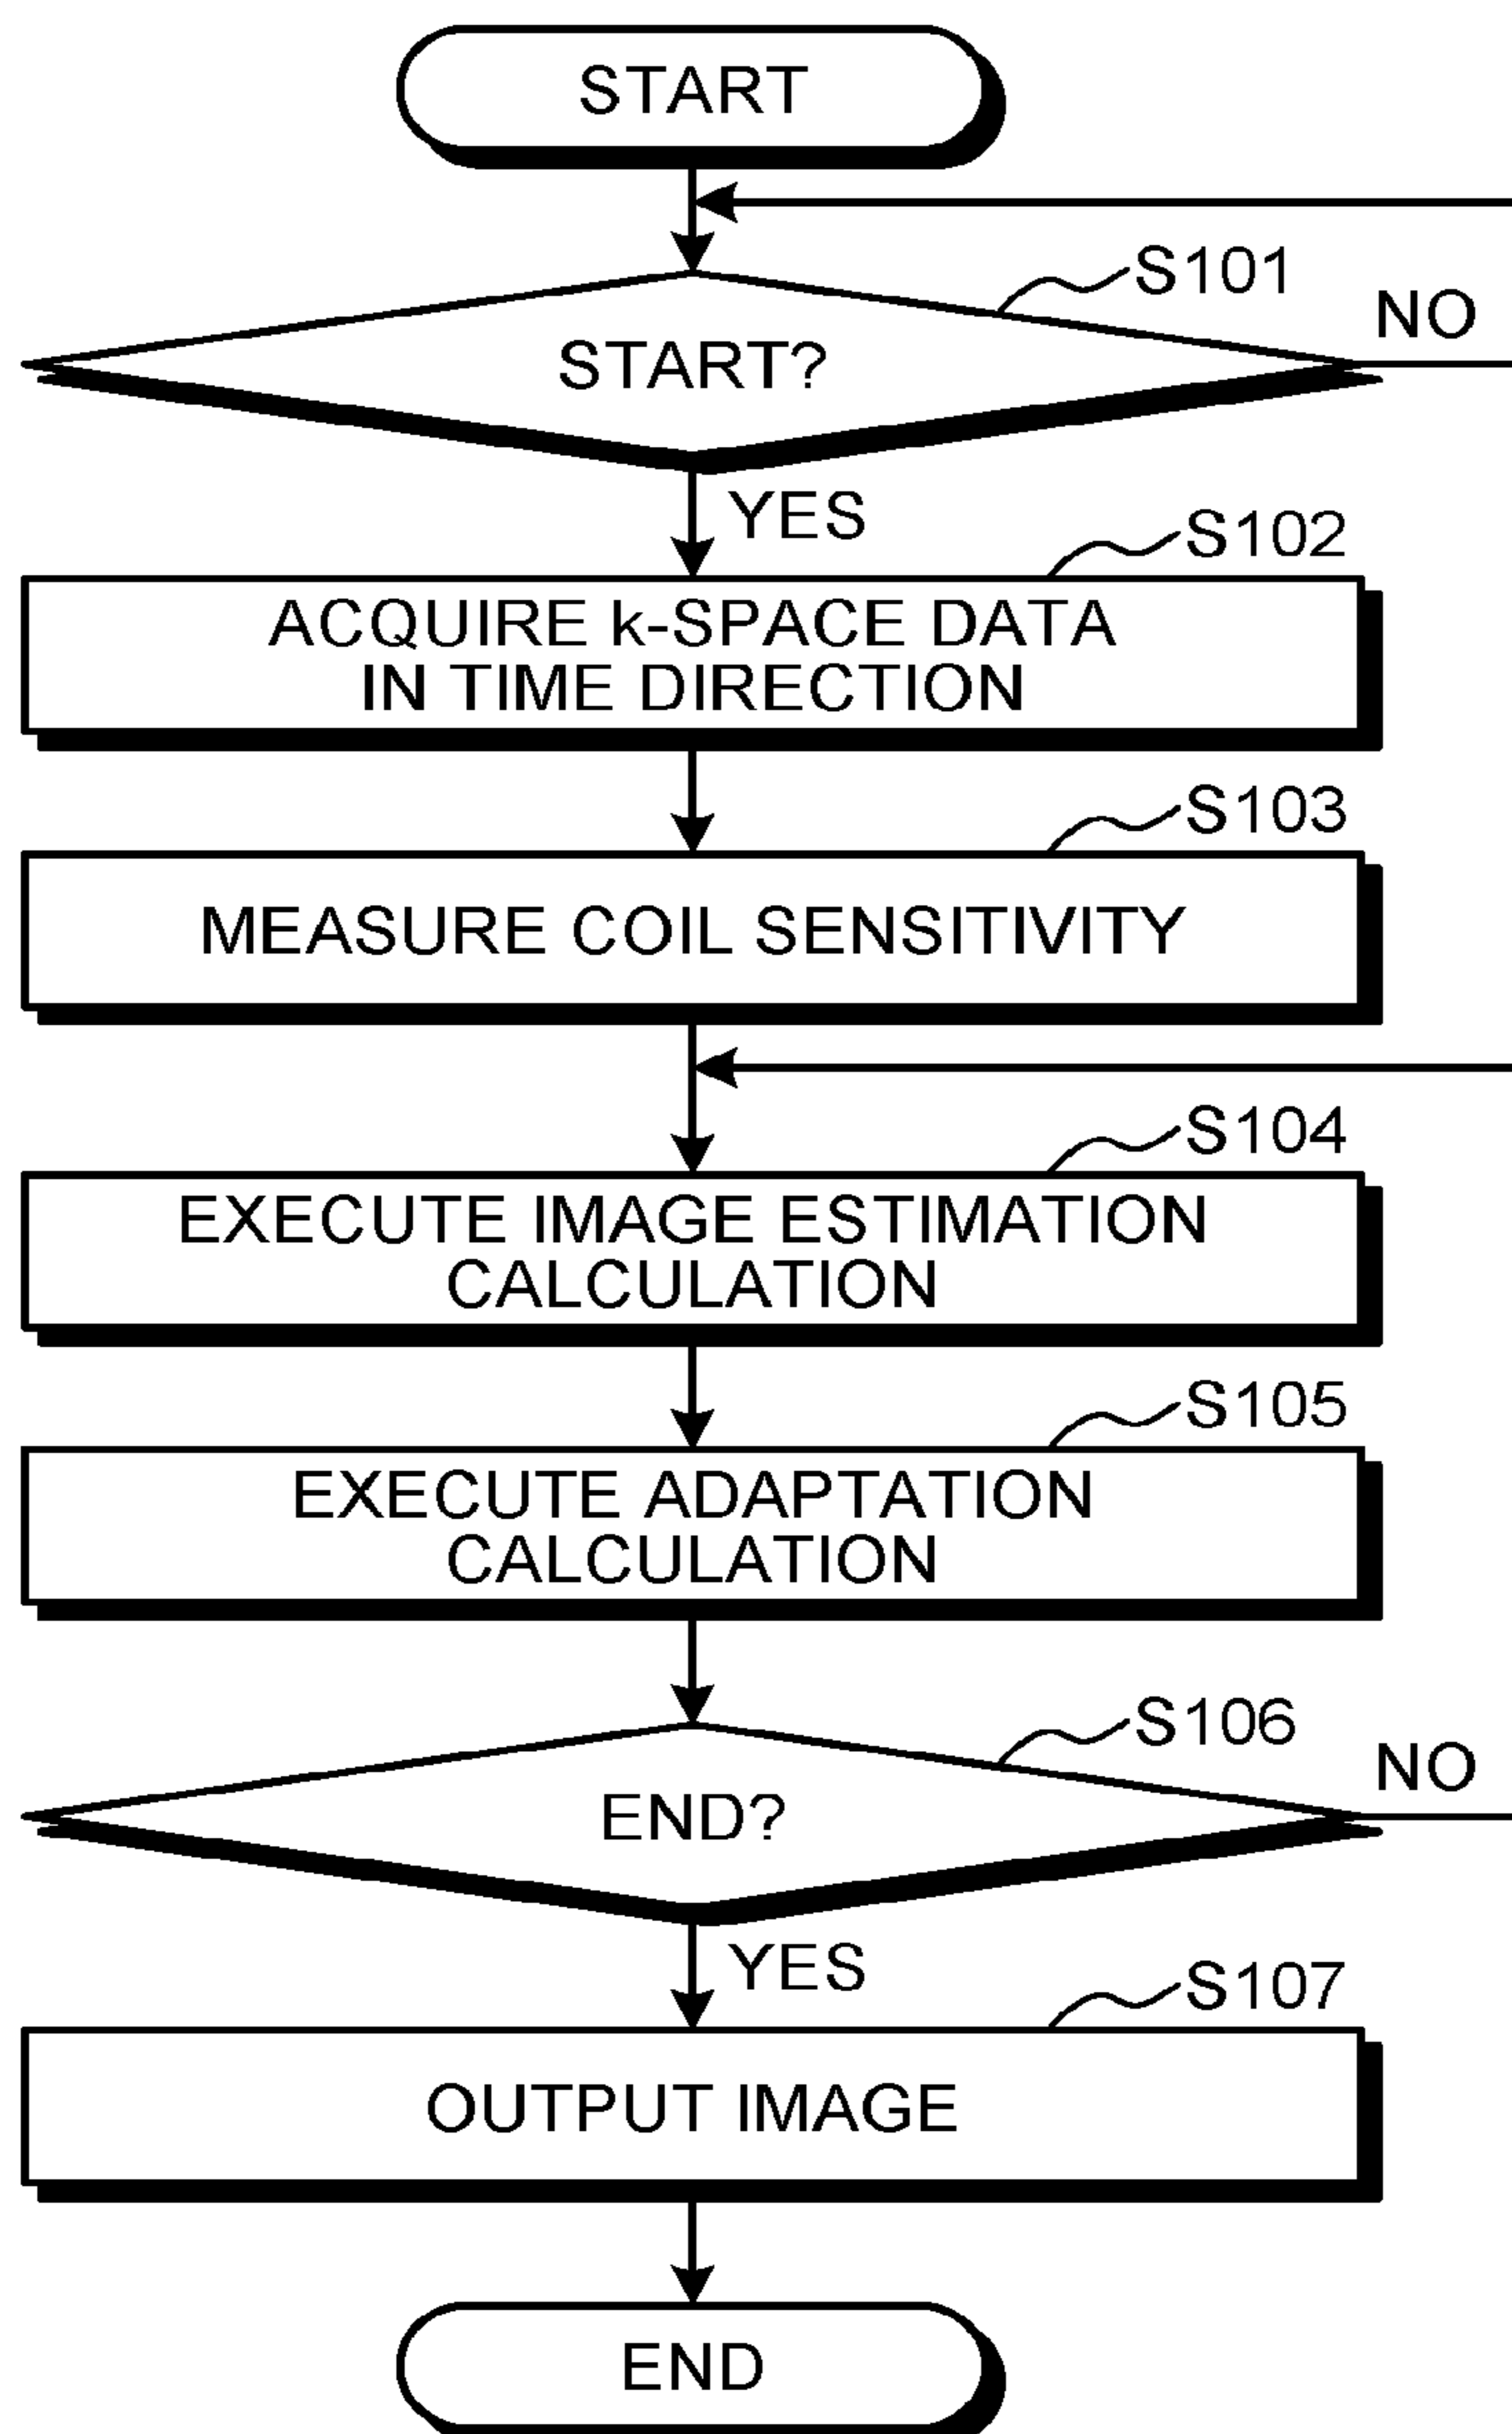 START
S101
NO
START?
YES
S102
ACQUIRE k-SPACE DATA
IN TIME DIRECTION
S103
MEASURE COIL SENSITIVITY
S104
EXECUTE IMAGE ESTIMATION
CALCULATION
S105
EXECUTE ADAPTATION
CALCULATION
S106
NO
END?
YES
S107
OUTPUT IMAGE
END